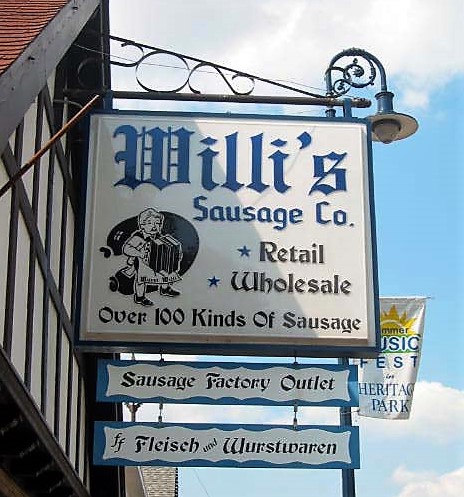 Willi's
Sausage Co.
★ Retail
★ Wholesale
Over 100 Kinds Of Sausage
Sausage Factory Outlet
ff Fleisch und Wurstwaren
MUSIC
FEST
in
HERITAGE
PARK